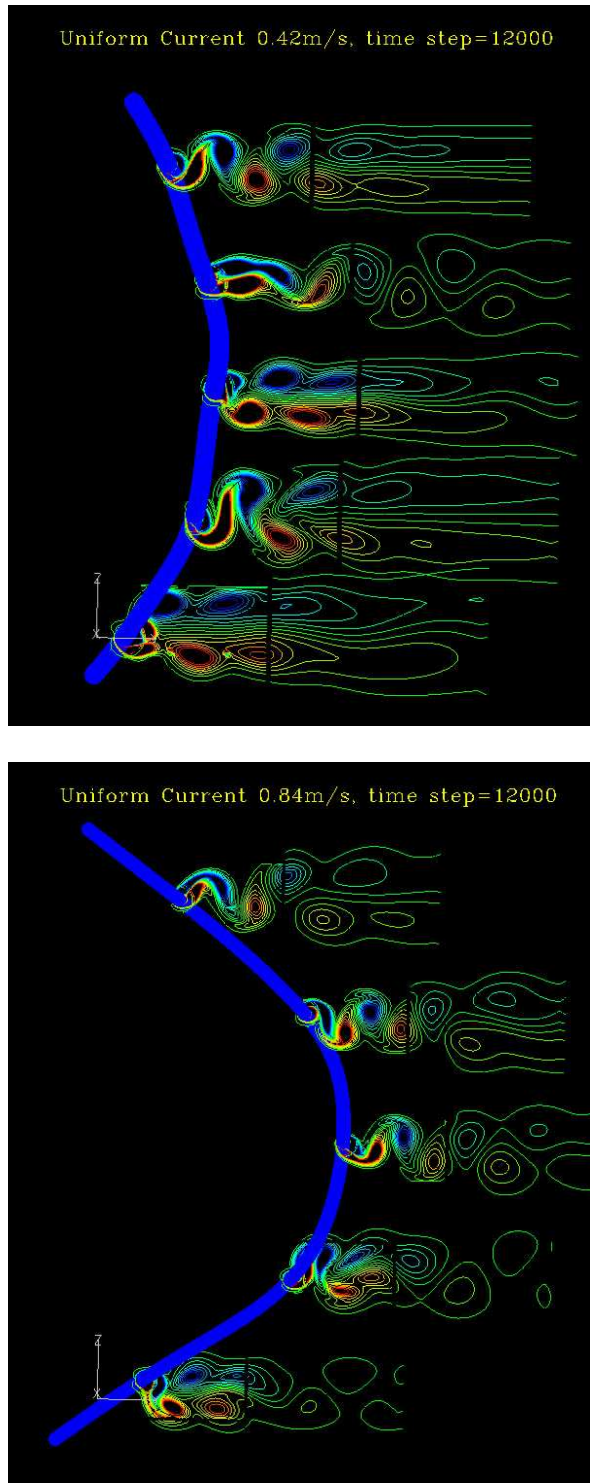 Uniform Current 0.42m/s, time step=12000
Z
X
Uniform Current 0.84m/s, time step=12000
Z
X